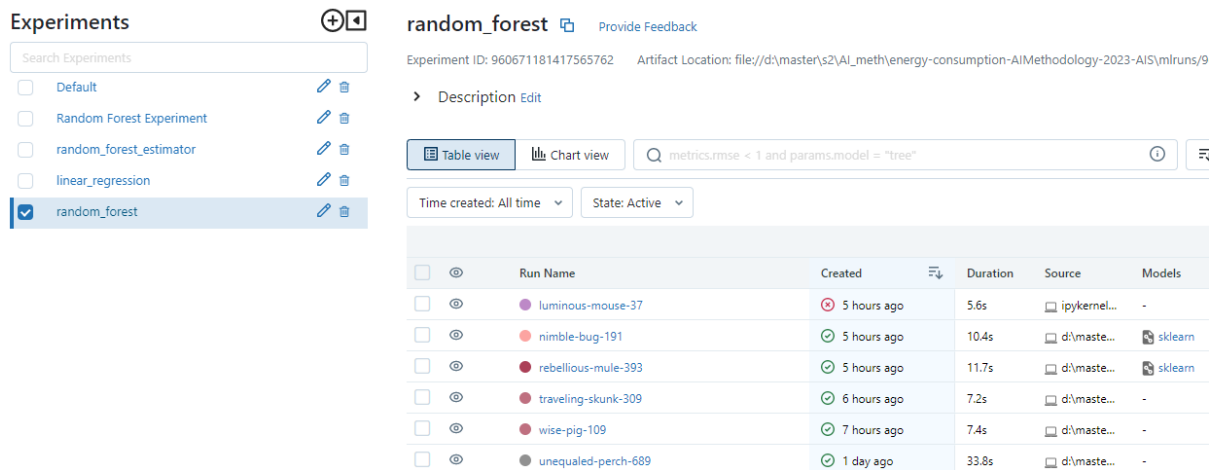 Experiments
Search Experiments
Default
Random Forest Experiment
random_forest_estimator
linear_regression
random_forest
random_forest Provide Feedback
Experiment ID: 960671181417565762 Artifact Location: file://d:\master\s2\AI_meth\energy-consumption-AIMethodology-2023-AIS\mlruns/9
Description Edit
Table view Chart view metrics.rmse < 1 and params.model = "tree"
Time created: All time State: Active
Run Name Created Duration Source Models
luminous-mouse-37 5 hours ago 5.6s ipykernel... -
nimble-bug-191 5 hours ago 10.4s d:\maste... sklearn
rebellious-mule-393 5 hours ago 11.7s d:\maste... sklearn
traveling-skunk-309 6 hours ago 7.2s d:\maste... -
wise-pig-109 7 hours ago 7.4s d:\maste... -
unequaled-perch-689 1 day ago 33.8s d:\maste... -